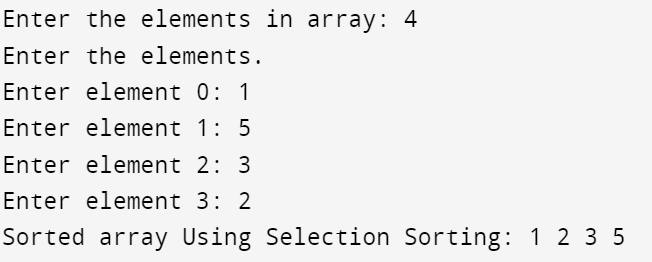 Enter the elements in array: 4
Enter the elements.
Enter element 0: 1
Enter element 1: 5
Enter element 2: 3
Enter element 3: 2
Sorted array Using Selection Sorting: 1 2 3 5